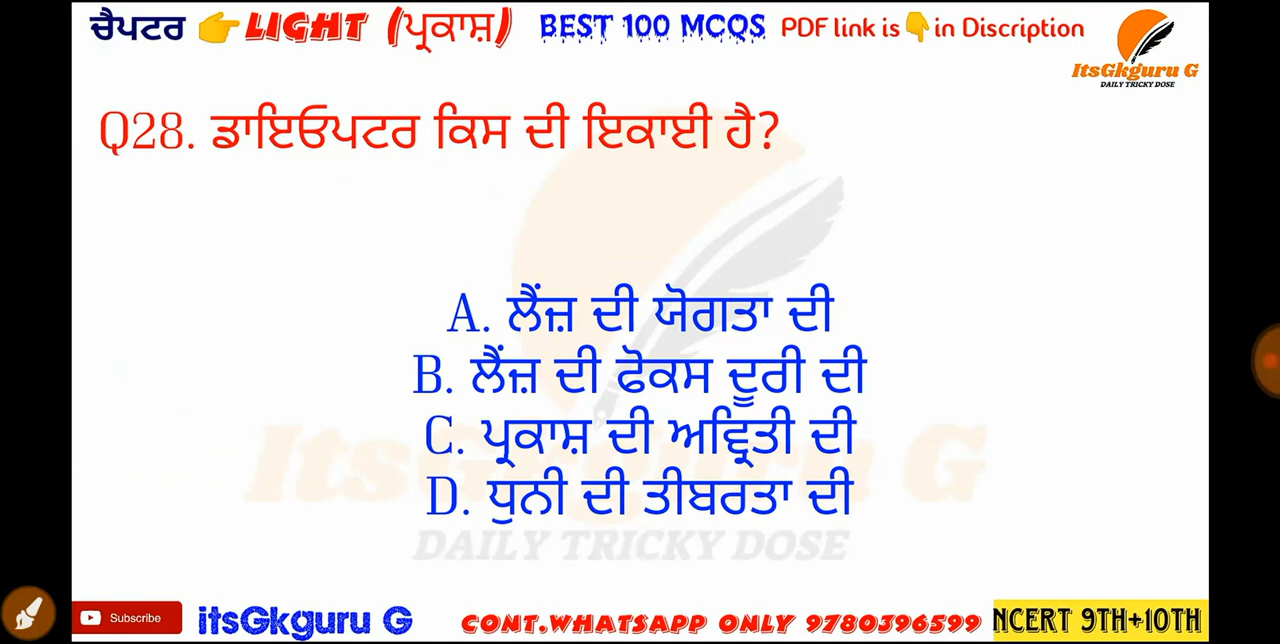 ਚੈਪਟਰ 👉 LIGHT (ਪ੍ਰਕਾਸ਼) BEST 100 MCQS PDF link is👇in Discription
ItsGkguru G
DAILY TRICKY DOSE
Q28. ਡਾਇਓਪਟਰ ਕਿਸ ਦੀ ਇਕਾਈ ਹੈ?
A. ਲੈਂਜ਼ ਦੀ ਯੋਗਤਾ ਦੀ
B. ਲੈਂਜ਼ ਦੀ ਫੋਕਸ ਦੂਰੀ ਦੀ
C. ਪ੍ਰਕਾਸ਼ ਦੀ ਅਵ੍ਰਿਤੀ ਦੀ
D. ਧੁਨੀ ਦੀ ਤੀਬਰਤਾ ਦੀ
ItsGkguru G
DAILY TRICKY DOSE
Subscribe itsGkguru G CONT.WHATSAPP ONLY 9780396599 NCERT 9TH+10TH